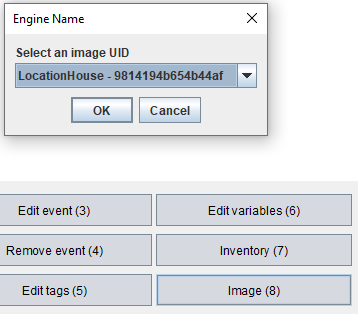 Engine Name
Select an image UID
LocationHouse - 9814194b654b44af
OK Cancel
Edit event (3) Edit variables (6)
Remove event (4) Inventory (7)
Edit tags (5) Image (8)